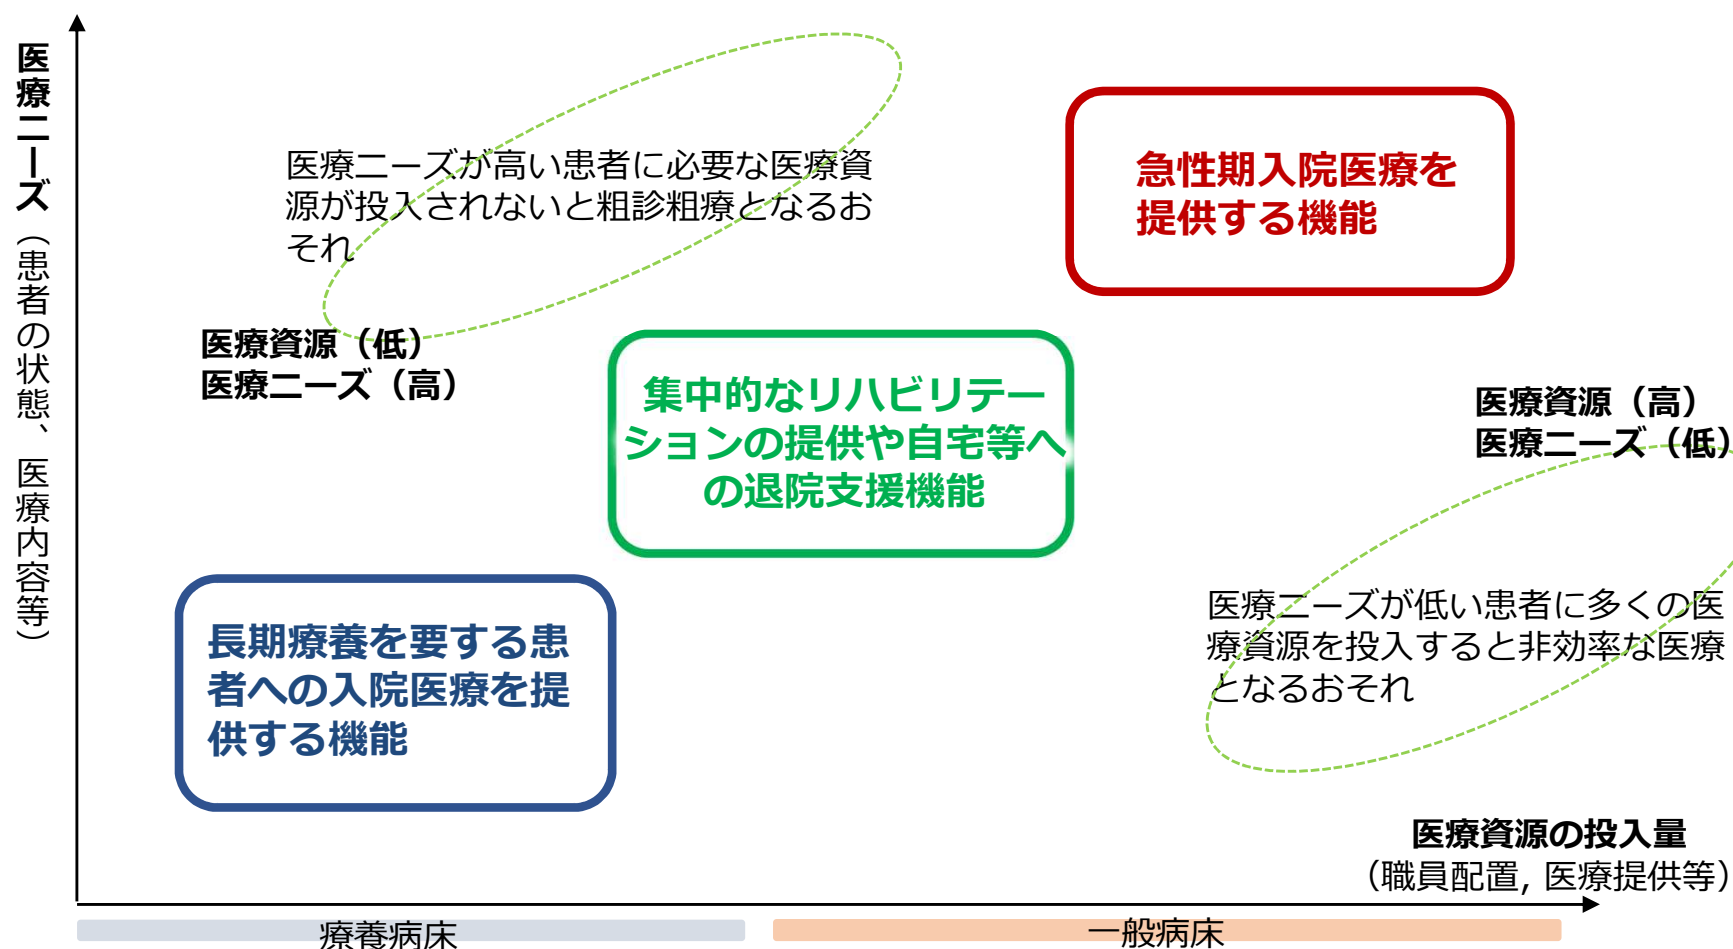 医療ニーズ（患者の状態、医療内容等）
医療ニーズが高い患者に必要な医療資
源が投入されないと粗診粗療となるお
それ
急性期入院医療を
提供する機能
医療資源（低）
医療ニーズ（高）
集中的なリハビリテー
ションの提供や自宅等へ
の退院支援機能
医療資源（高）
医療ニーズ（低）
長期療養を要する患
者への入院医療を提
供する機能
医療ニーズが低い患者に多くの医
療資源を投入すると非効率な医療
となるおそれ
医療資源の投入量
（職員配置, 医療提供等）
療養病床
一般病床